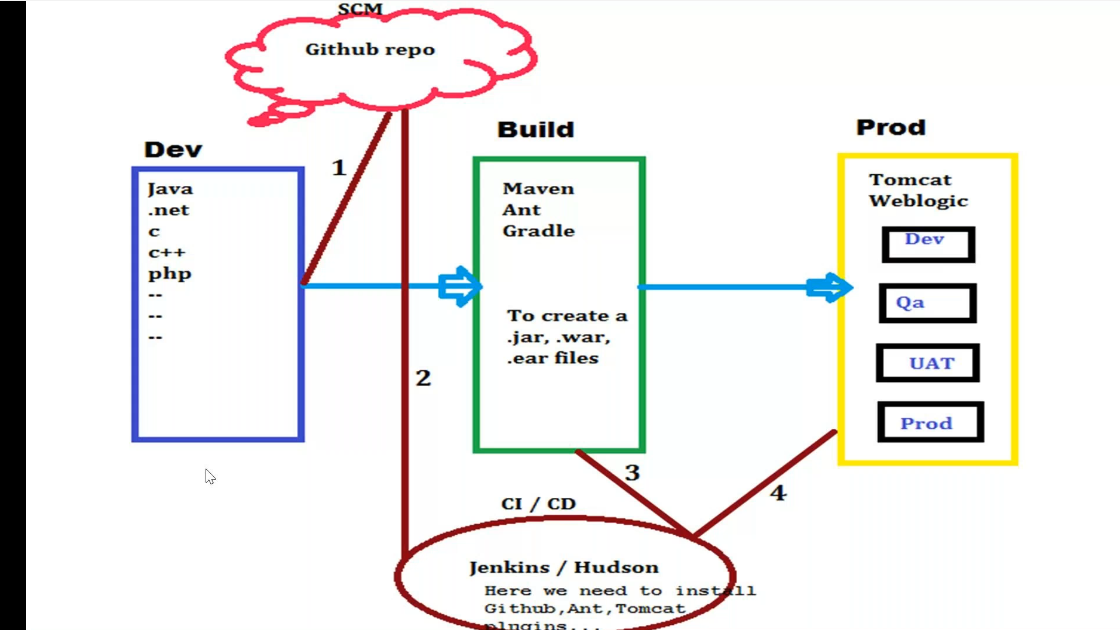 SCM
Github repo
Dev
Java
.net
c
c++
php
--
--
--
1
2
Build
Maven
Ant
Gradle
To create a
.jar, .war,
.ear files
Prod
Tomcat
Weblogic
Dev
Qa
UAT
Prod
3
4
CI / CD
Jenkins / Hudson
Here we need to install
Github,Ant,Tomcat
plugins...